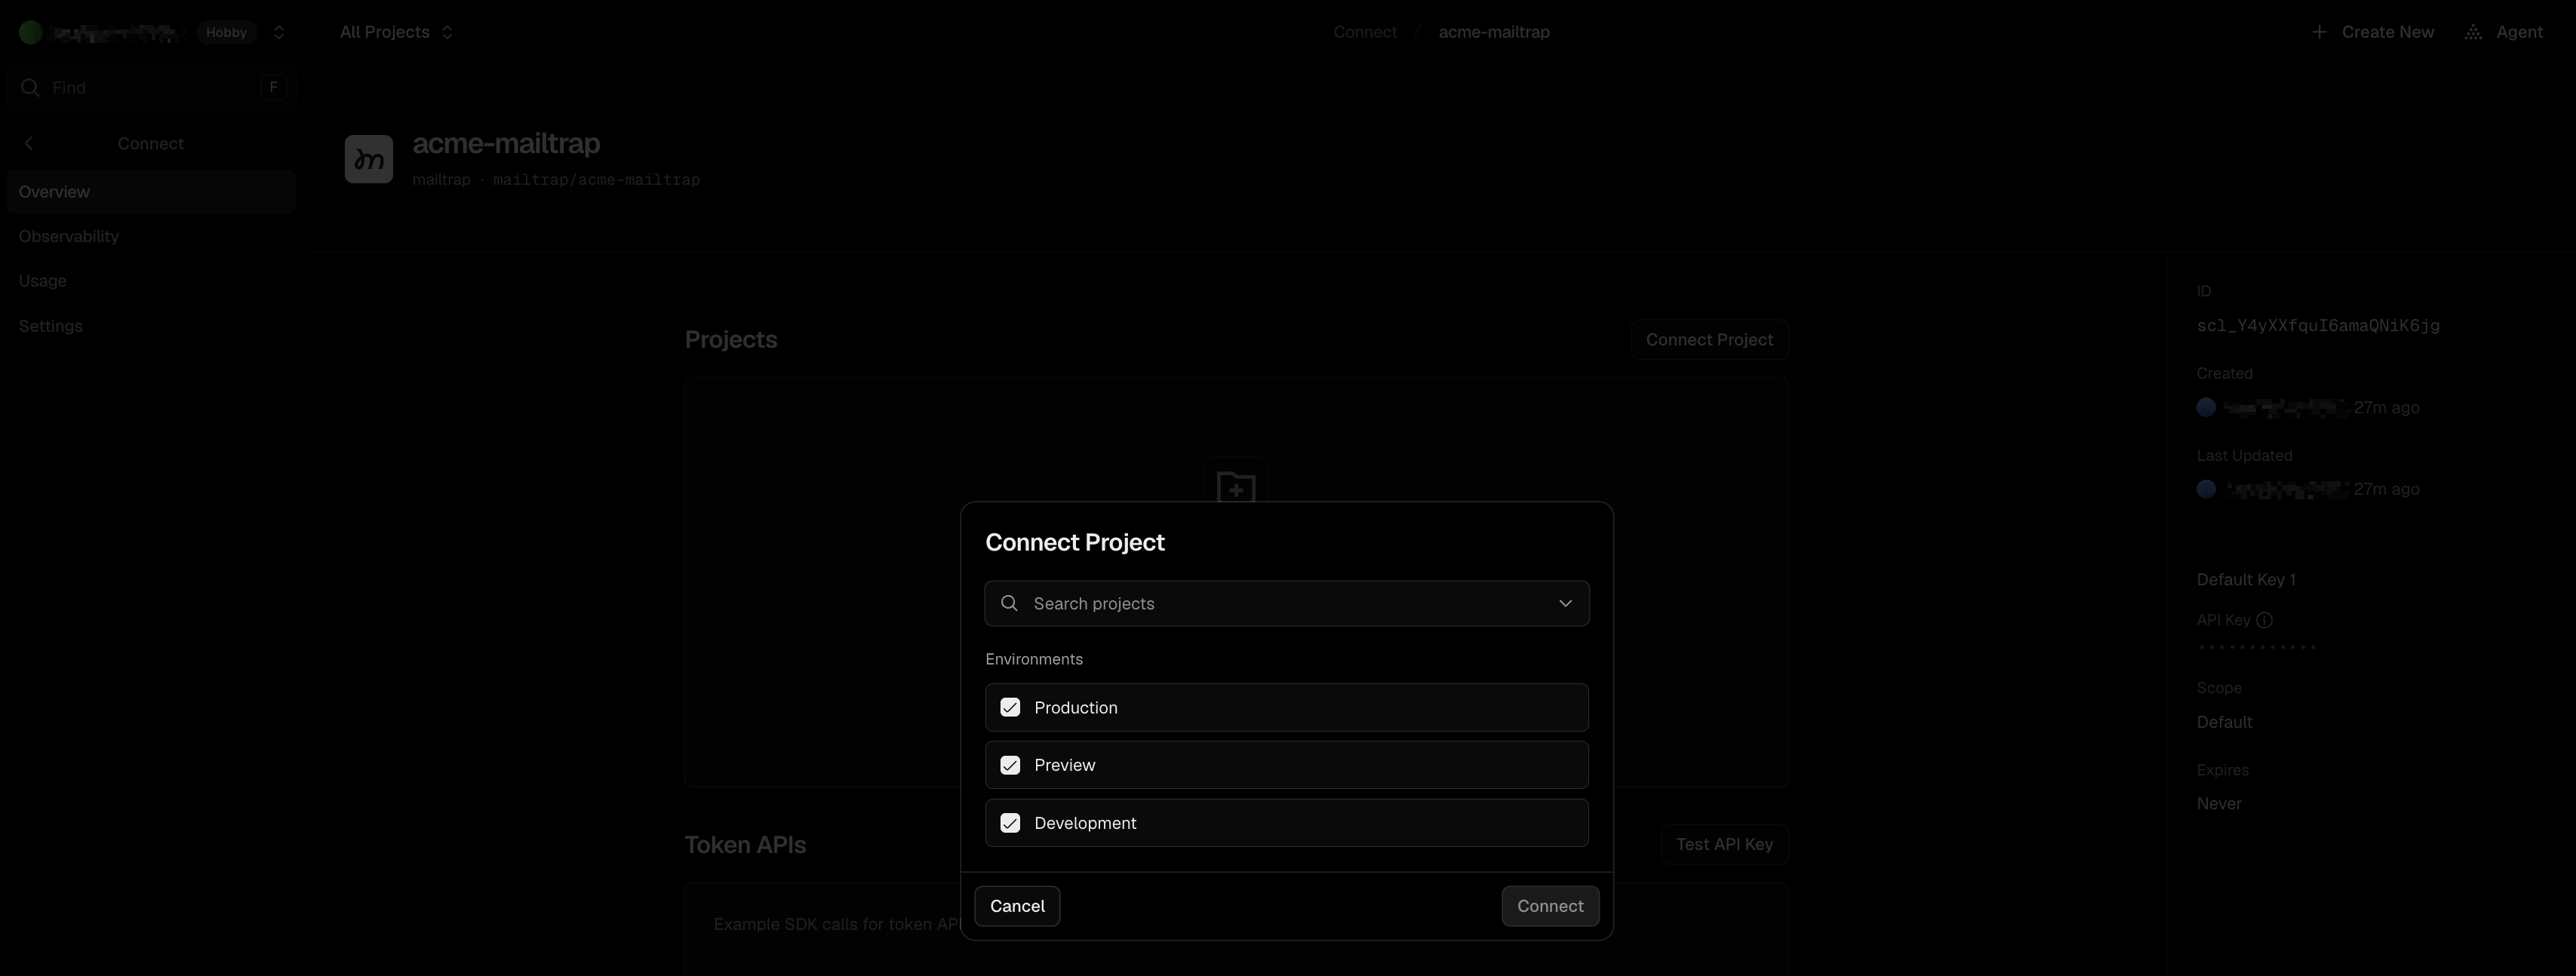 Hobby
All Projects
Connect / acme-mailtrap
Create New
Agent
Find
F
Connect
Overview
Observability
Usage
Settings
m
acme-mailtrap
mailtrap · mailtrap/acme-mailtrap
Projects
Connect Project
Connect Project
Search projects
Environments
Production
Preview
Development
Cancel
Connect
Token APIs
Test API Key
Example SDK calls for token AP
ID
scl_Y4yXXfquI6amaQNiK6jg
Created
27m ago
Last Updated
27m ago
Default Key 1
API Key
Scope
Default
Expires
Never